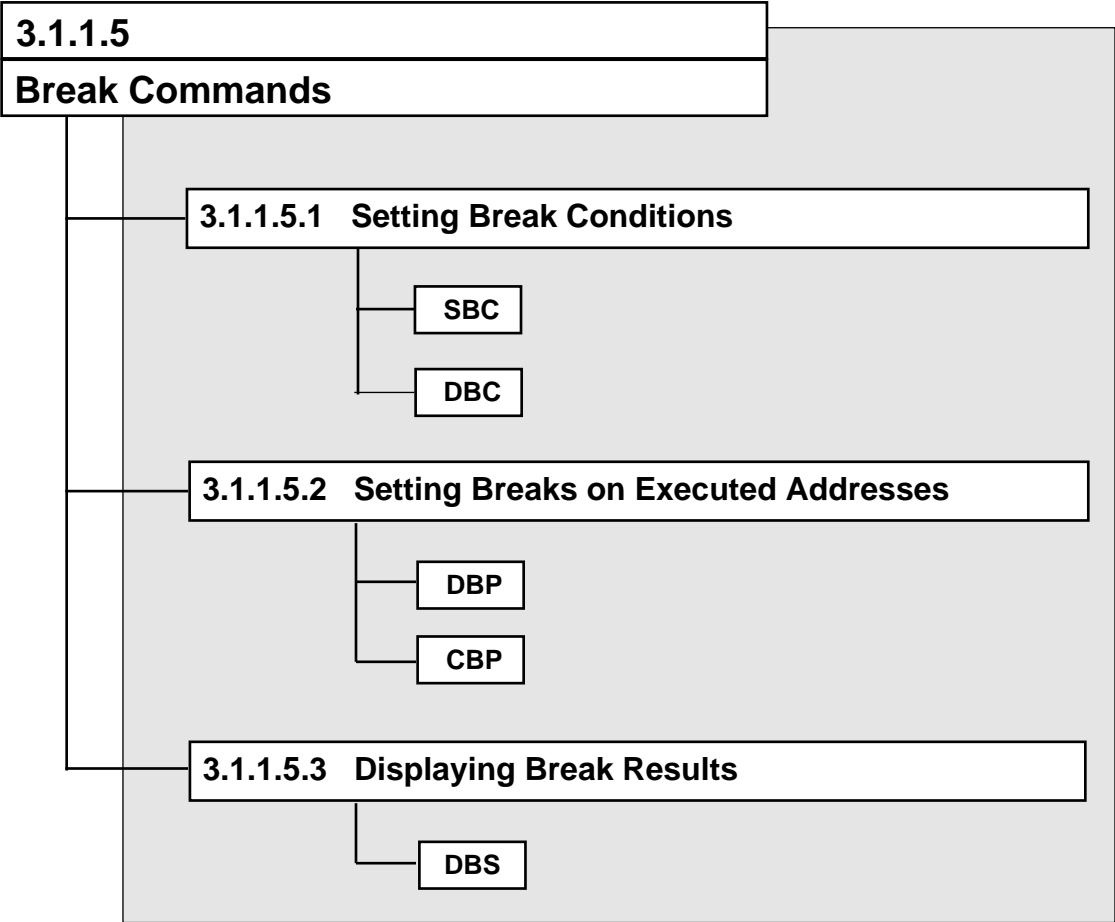 3.1.1.5
Break Commands
3.1.1.5.1 Setting Break Conditions
SBC
DBC
3.1.1.5.2 Setting Breaks on Executed Addresses
DBP
CBP
3.1.1.5.3 Displaying Break Results
DBS